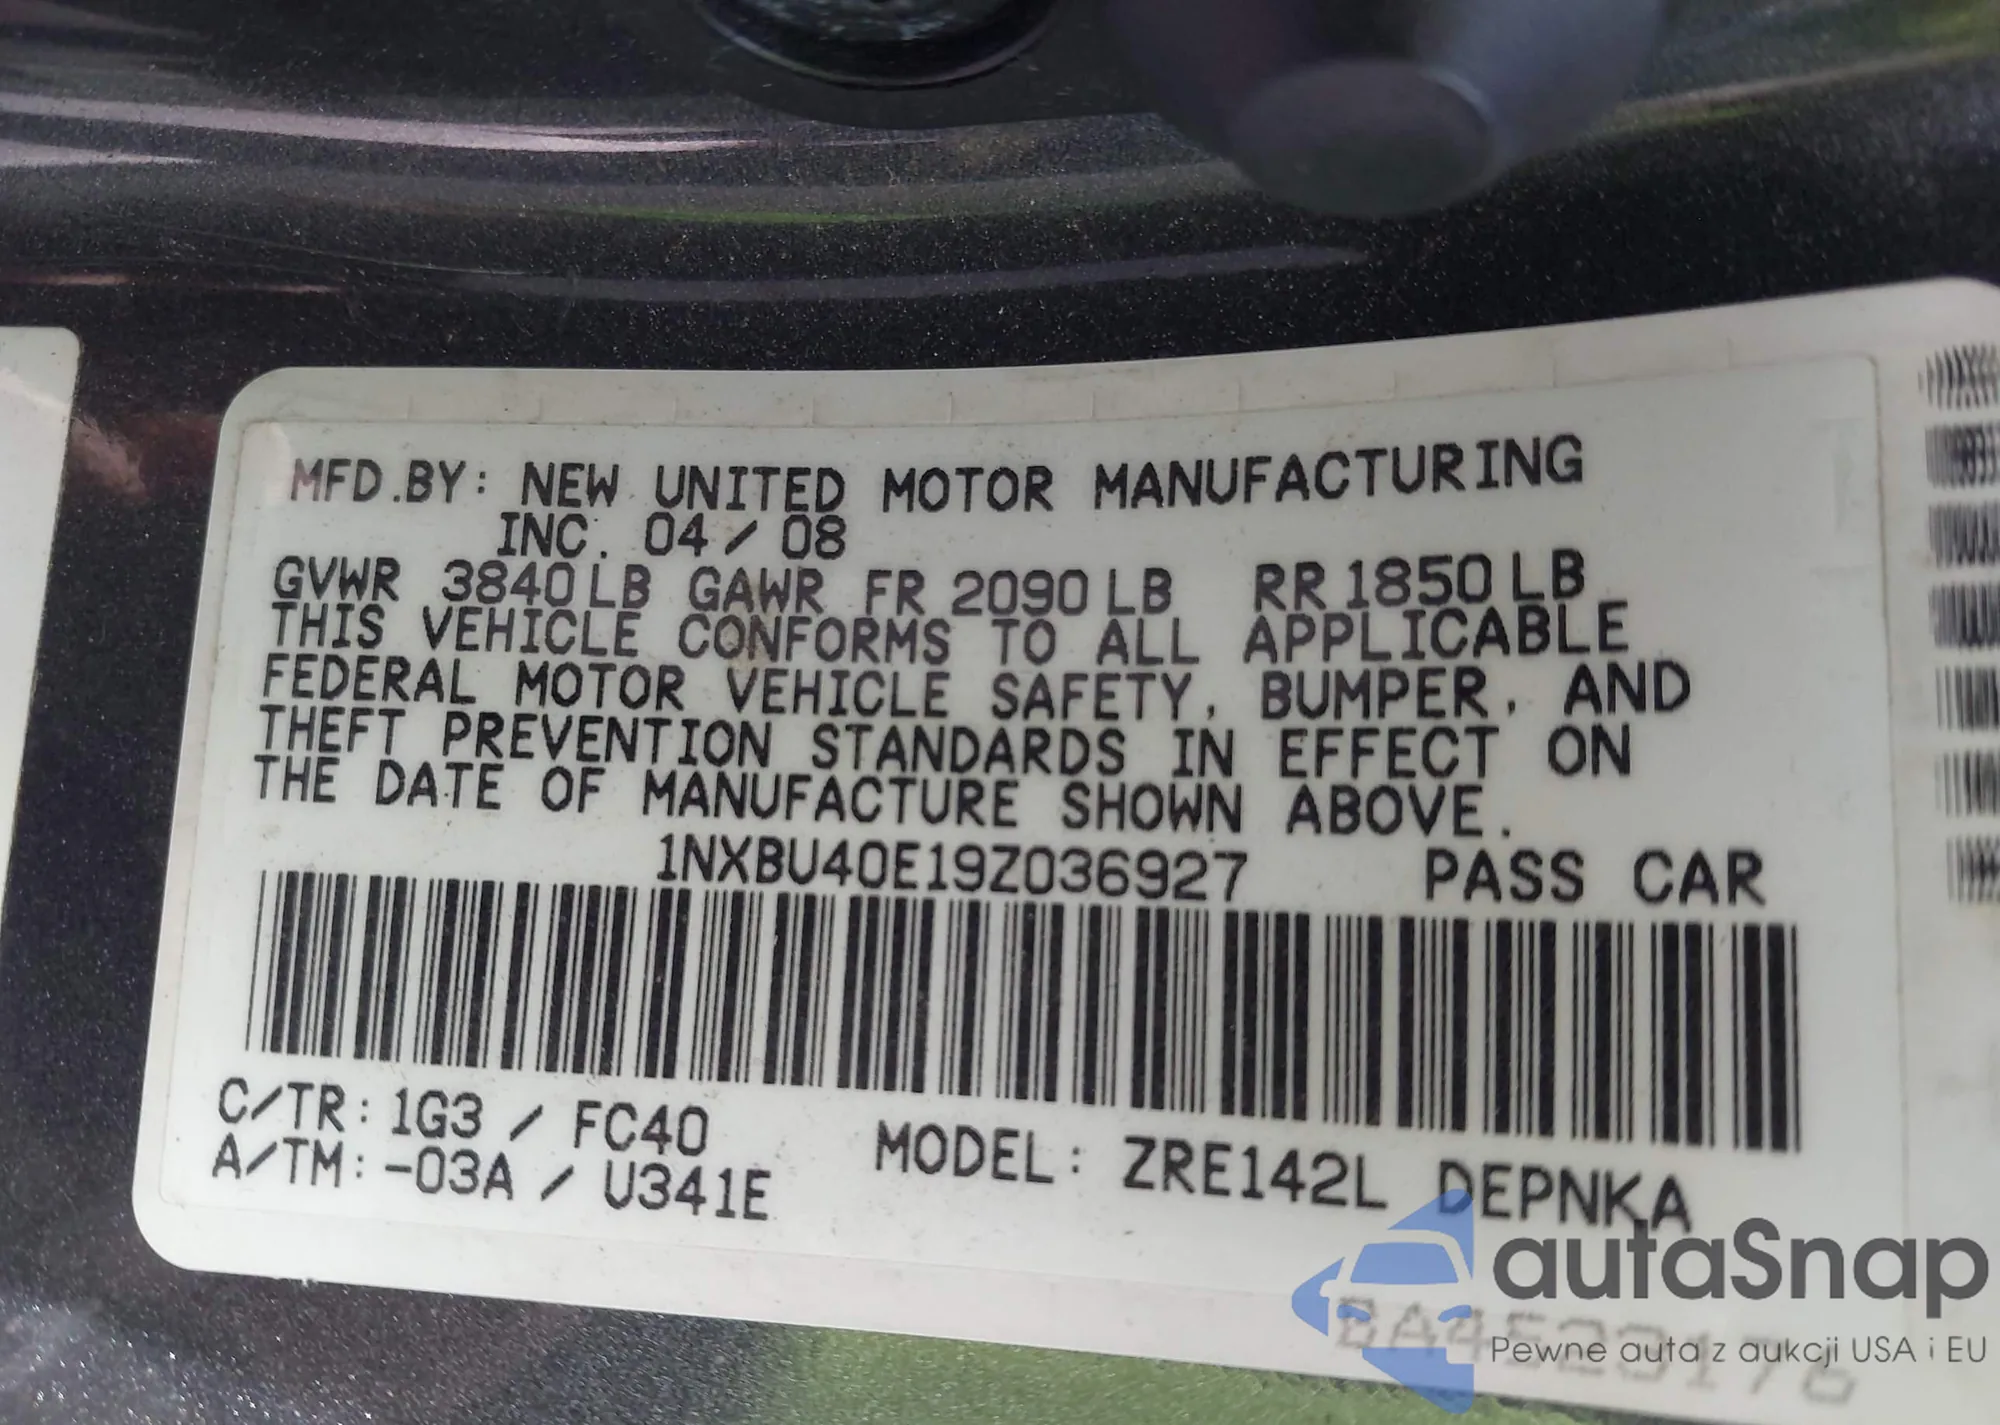 MFD.BY: NEW UNITED MOTOR MANUFACTURING
INC. 04/08
GVWR 3840LB GAWR FR 2090LB RR 1850LB
THIS VEHICLE CONFORMS TO ALL APPLICABLE
FEDERAL MOTOR VEHICLE SAFETY, BUMPER, AND
THEFT PREVENTION STANDARDS IN EFFECT ON
THE DATE OF MANUFACTURE SHOWN ABOVE.
1NXBU40E19Z036927 PASS CAR
C/TR: 1G3 / FC40
A/TM: -03A / U341E
MODEL: ZRE142L DEPNKA
autaSnap
Pewne auta z aukcji USA i EU